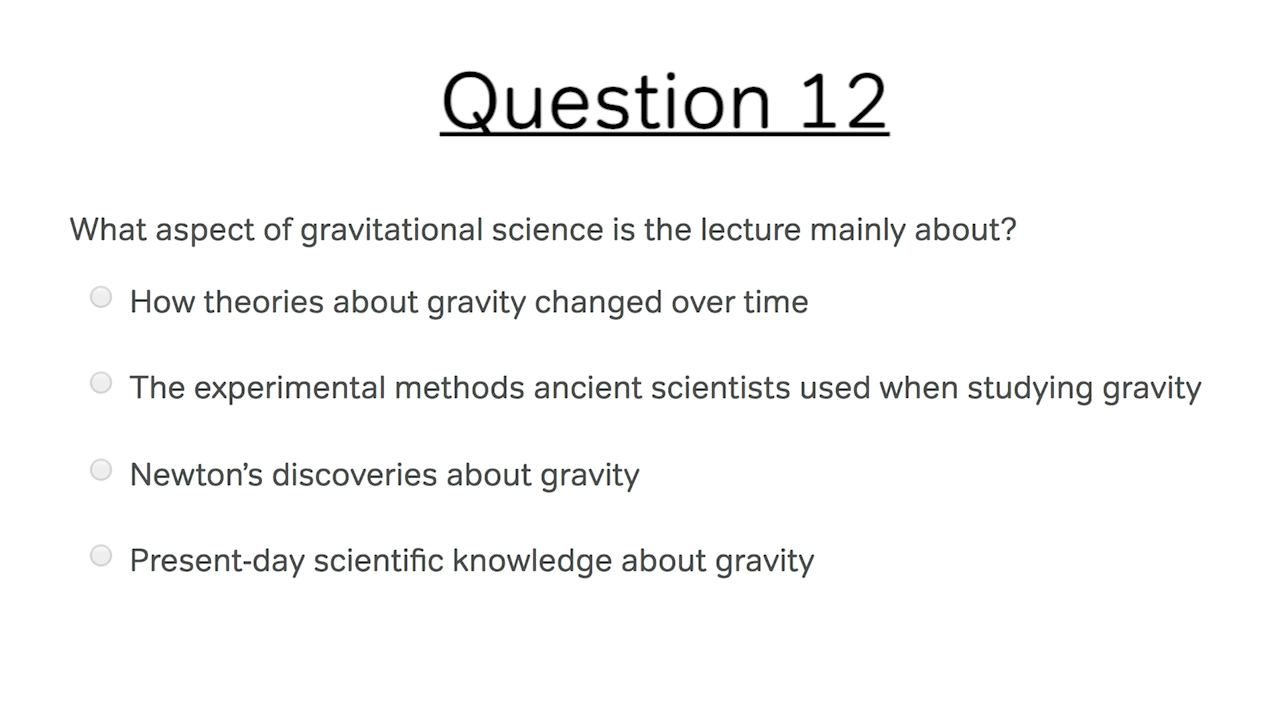 Question 12
What aspect of gravitational science is the lecture mainly about?
How theories about gravity changed over time
The experimental methods ancient scientists used when studying gravity
Newton’s discoveries about gravity
Present-day scientific knowledge about gravity